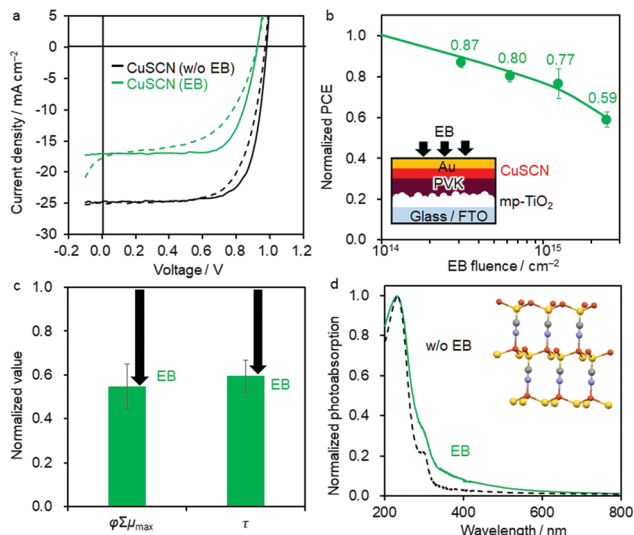 a
Current density / mA cm⁻²
5
0
-5
-10
-15
-20
-25
-30
CuSCN (w/o EB)
CuSCN (EB)
-0.2 0.0 0.2 0.4 0.6 0.8 1.0 1.2
Voltage / V
b
Normalized PCE
1.0
0.8
0.6
0.4
0.2
0.0
0.87
0.80
0.77
0.59
EB
Au
CuSCN
PVK
mp-TiO₂
Glass / FTO
10¹⁴ 10¹⁵
EB fluence / cm⁻²
c
Normalized value
1.0
0.8
0.6
0.4
0.2
0.0
EB
EB
φΣμmax τ
d
Normalized photoabsorption
1.0
0.8
0.6
0.4
0.2
0.0
w/o EB
EB
200 400 600 800
Wavelength / nm